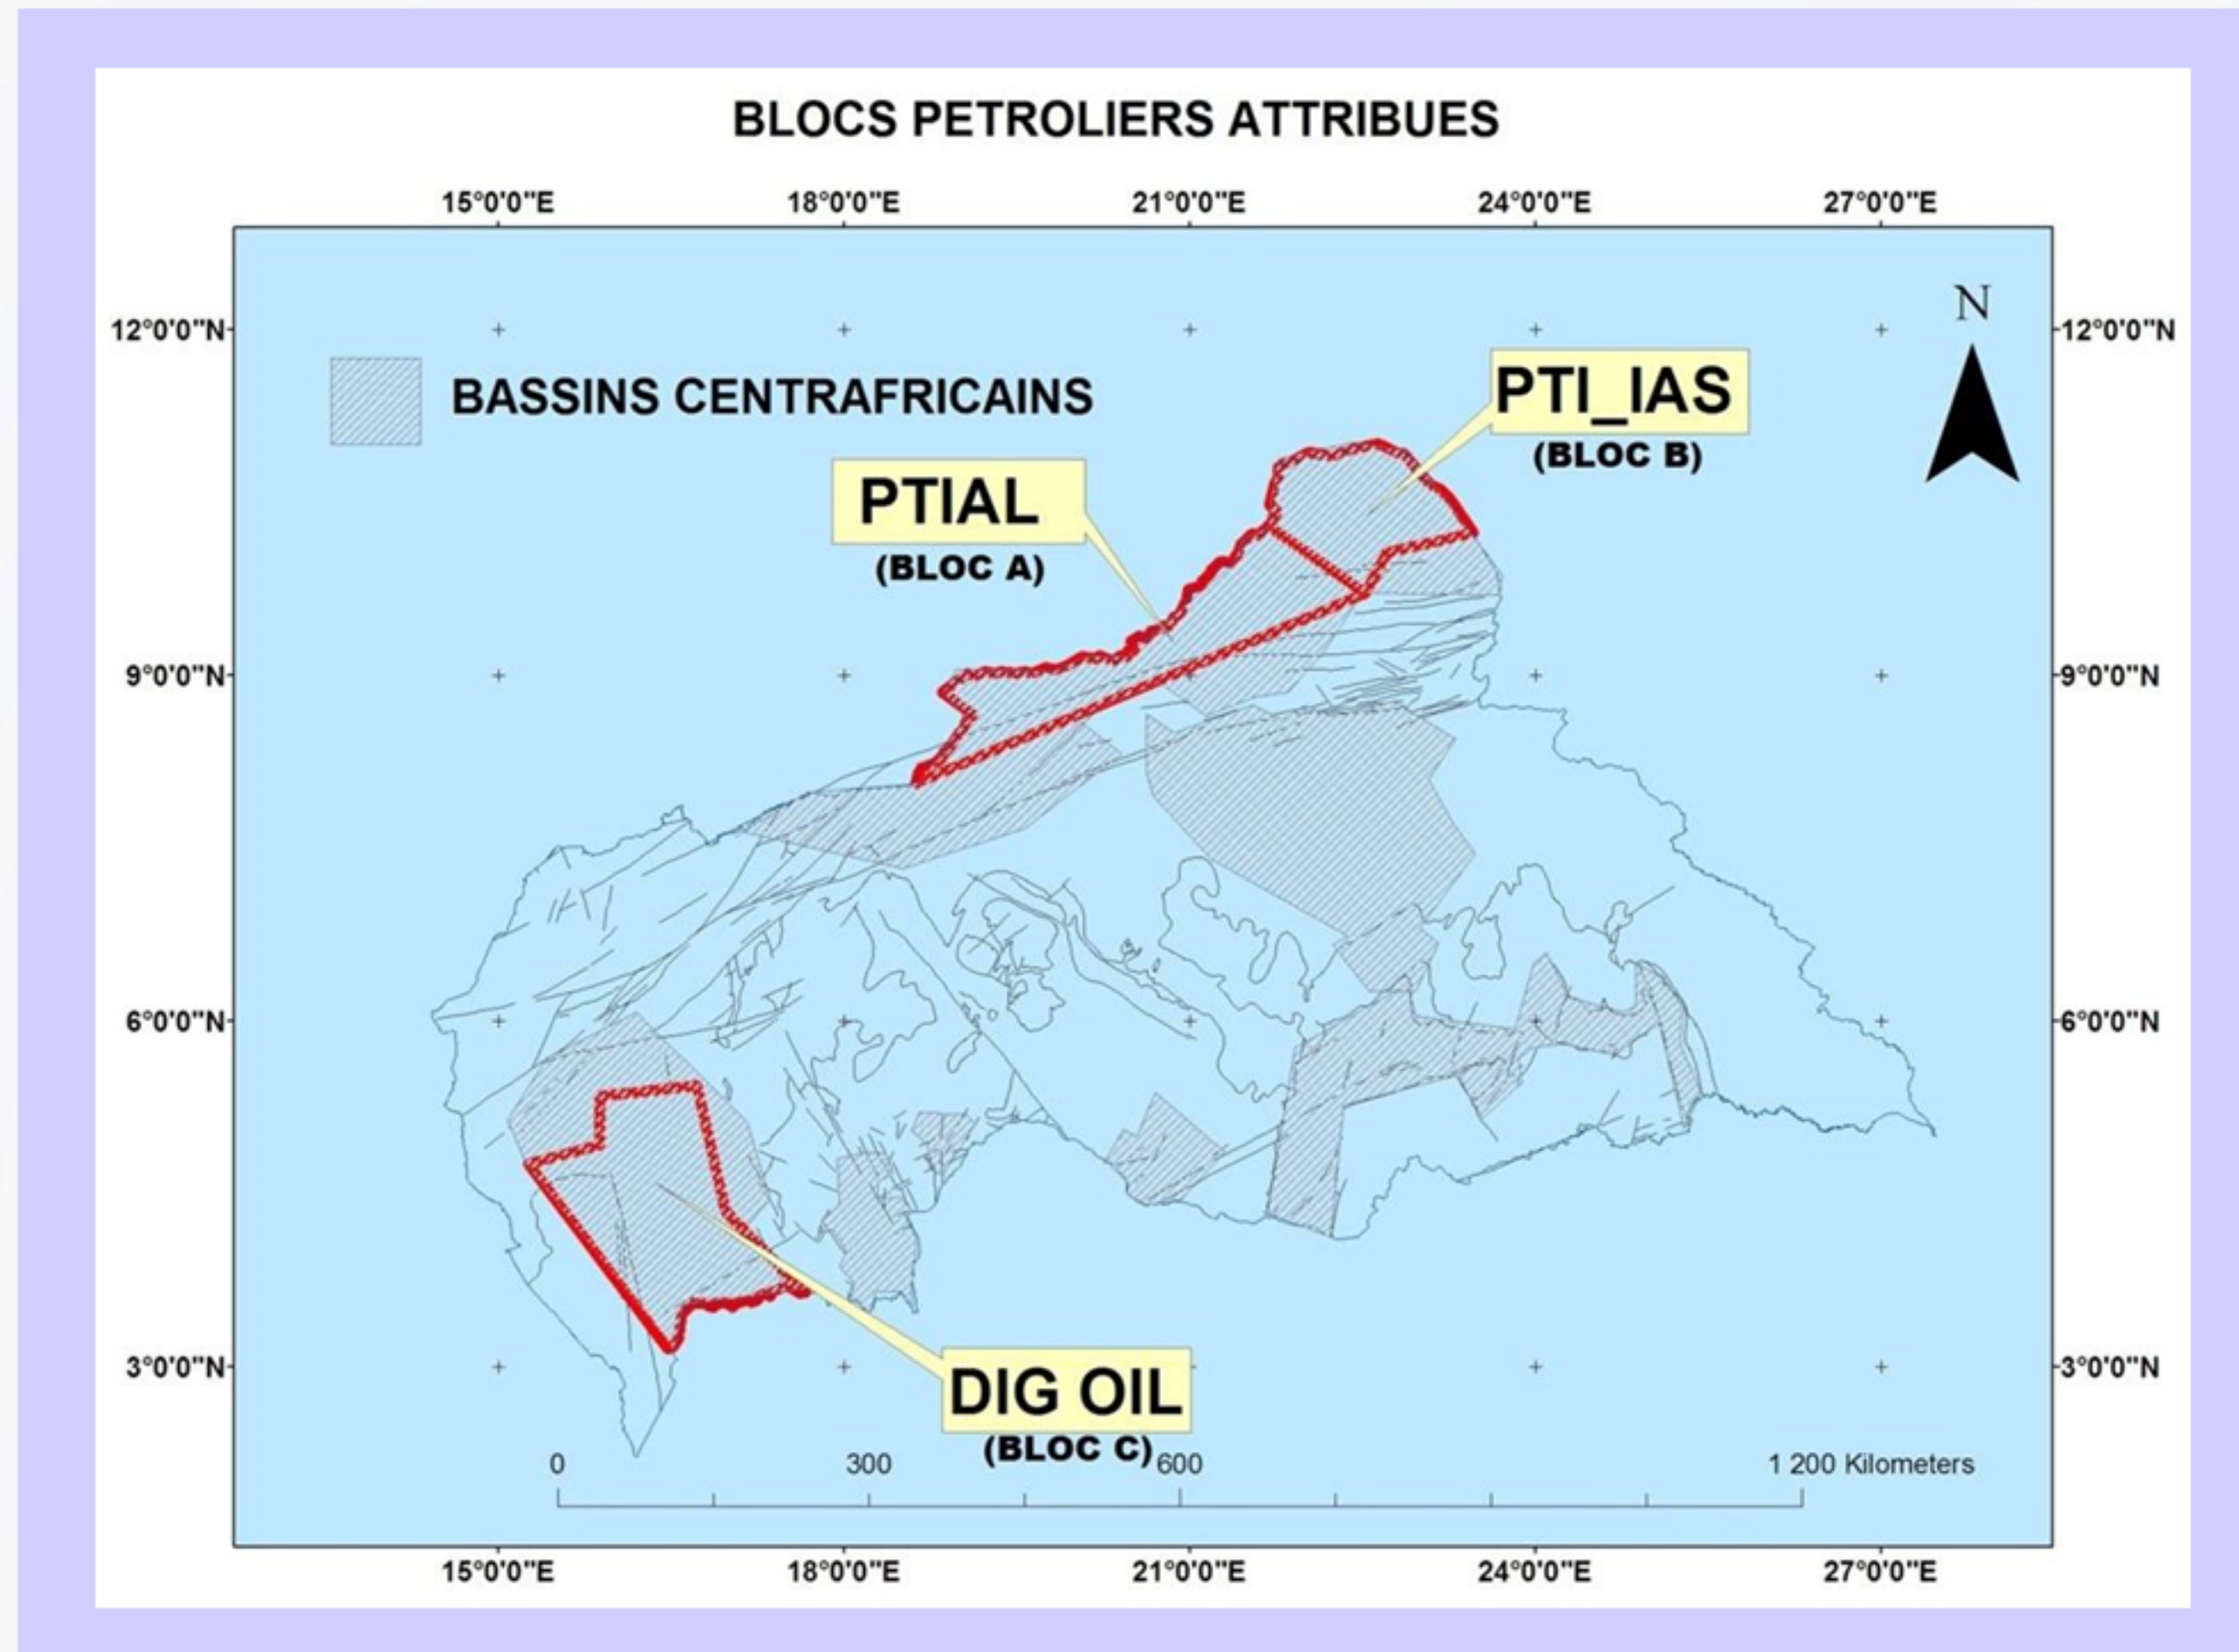 BLOCS PETROLIERS ATTRIBUES
15°0'0"E 18°0'0"E 21°0'0"E 24°0'0"E 27°0'0"E
N
12°0'0"N 12°0'0"N
BASSINS CENTRAFRICAINS
PTI_IAS
(BLOC B)
PTIAL
(BLOC A)
9°0'0"N 9°0'0"N
6°0'0"N 6°0'0"N
3°0'0"N 3°0'0"N
DIG OIL
(BLOC C)
0 300 600 1 200 Kilometers
15°0'0"E 18°0'0"E 21°0'0"E 24°0'0"E 27°0'0"E